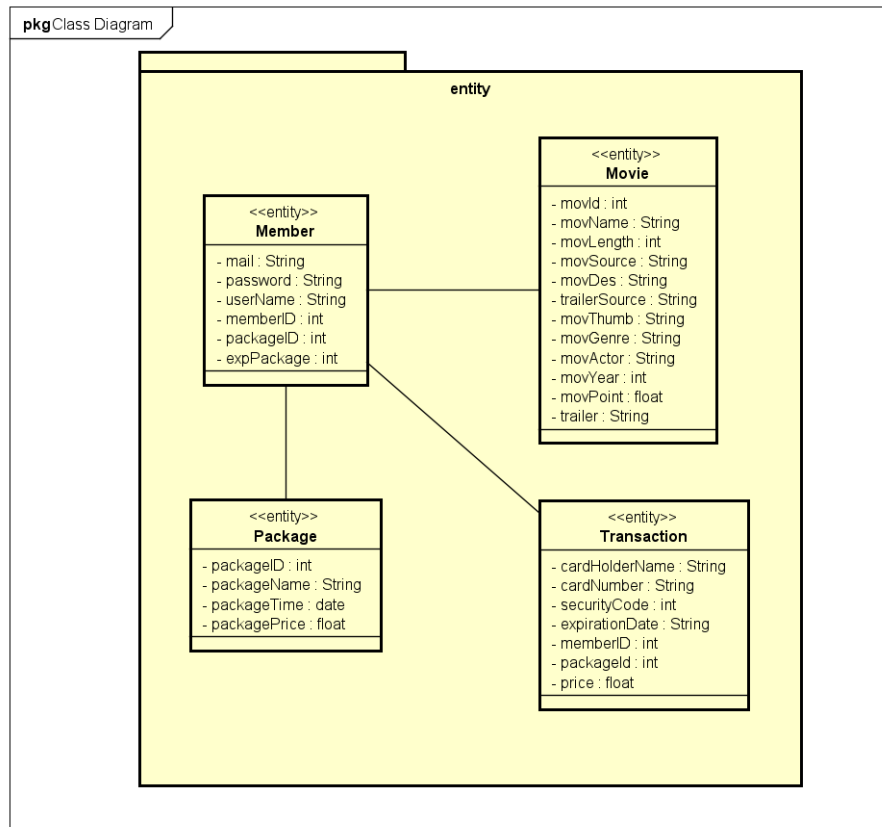 pkg Class Diagram
entity
<<entity>>
Member
- mail : String
- password : String
- userName : String
- memberID : int
- packageID : int
- expPackage : int
<<entity>>
Movie
- movId : int
- movName : String
- movLength : int
- movSource : String
- movDes : String
- trailerSource : String
- movThumb : String
- movGenre : String
- movActor : String
- movYear : int
- movPoint : float
- trailer : String
<<entity>>
Package
- packageID : int
- packageName : String
- packageTime : date
- packagePrice : float
<<entity>>
Transaction
- cardHolderName : String
- cardNumber : String
- securityCode : int
- expirationDate : String
- memberID : int
- packageId : int
- price : float